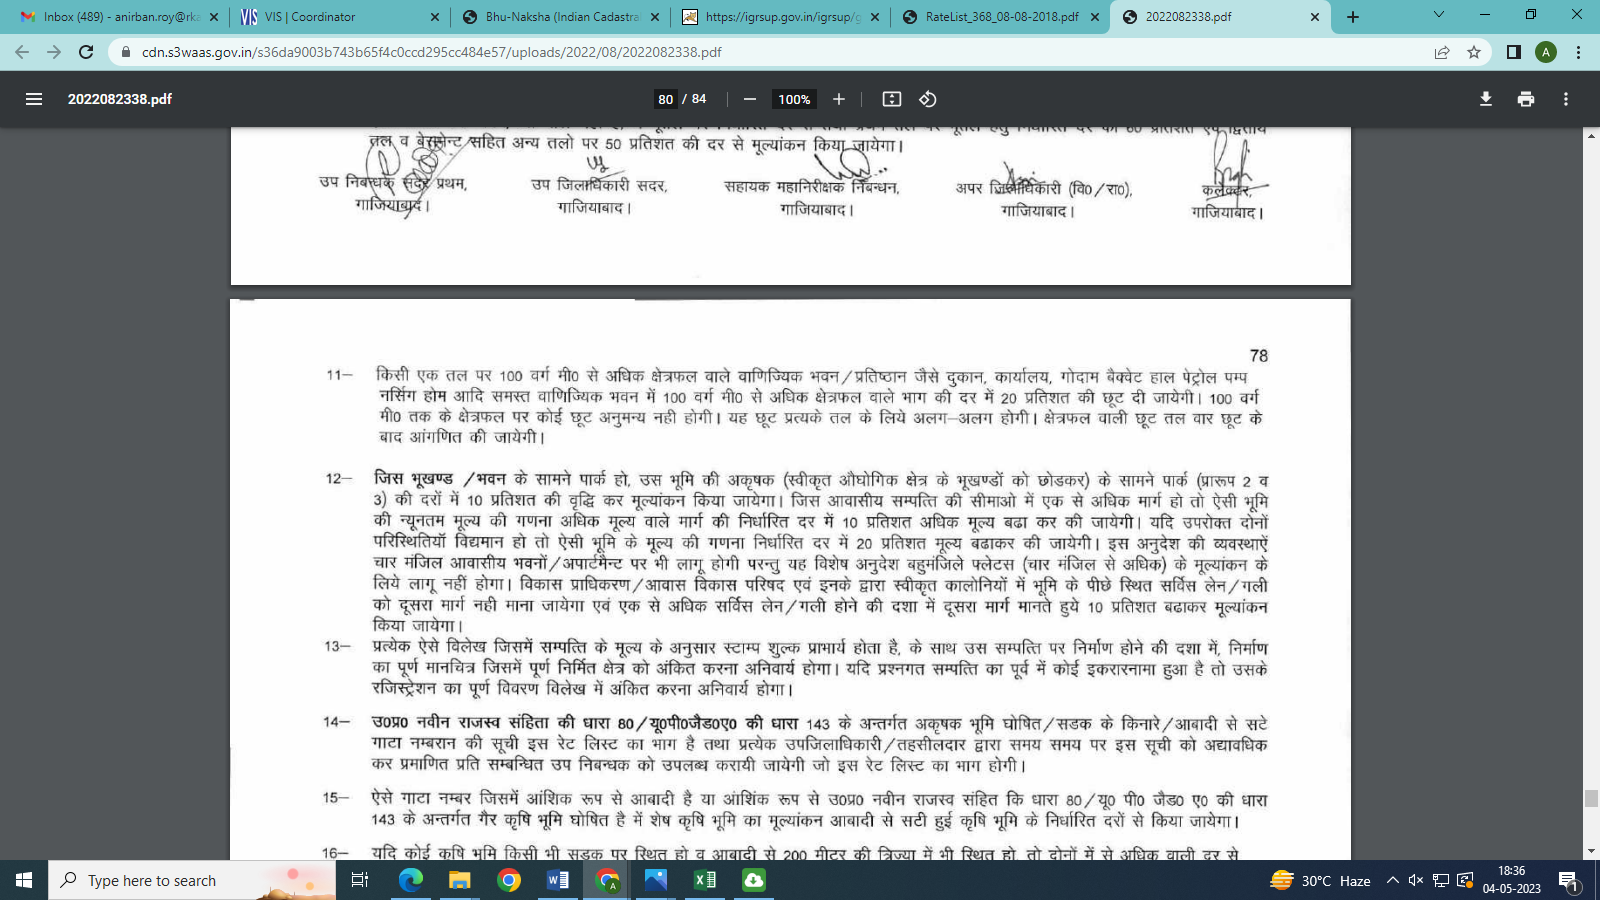 Inbox (489) - anirban.roy@rka
VIS | Coordinator
Bhu-Naksha (Indian Cadastra
https://igrsup.gov.in/igrsup/g
RateList_368_08-08-2018.pdf
2022082338.pdf
cdn.s3waas.gov.in/s36da9003b743b65f4c0ccd295cc484e57/uploads/2022/08/2022082338.pdf
A
2022082338.pdf
80 / 84
100%
तल व बेसमेन्ट सहित अन्य तलो पर 50 प्रतिशत की दर से मूल्यांकन किया जायेगा।
उप निबन्धक सदर प्रथम, उप जिलाधिकारी सदर, सहायक महानिरीक्षक निबन्धन, अपर जिलाधिकारी (वि0/रा0), कलेक्टर,
गाजियाबाद। गाजियाबाद। गाजियाबाद। गाजियाबाद। गाजियाबाद।
78
11– किसी एक तल पर 100 वर्ग मी0 से अधिक क्षेत्रफल वाले वाणिज्यिक भवन/प्रतिष्ठान जैसे दुकान, कार्यालय, गोदाम बैक्वेट हाल पेट्रोल पम्प
नर्सिग होम आदि समस्त वाणिज्यिक भवन में 100 वर्ग मी0 से अधिक क्षेत्रफल वाले भाग की दर में 20 प्रतिशत की छूट दी जायेगी। 100 वर्ग
मी0 तक के क्षेत्रफल पर कोई छूट अनुमन्य नही होगी। यह छूट प्रत्यके तल के लिये अलग–अलग होगी। क्षेत्रफल वाली छूट तल वार छूट के
बाद आंगणित की जायेगी।
12– जिस भूखण्ड /भवन के सामने पार्क हो, उस भूमि की अकृषक (स्वीकृत औघोगिक क्षेत्र के भूखण्डों को छोडकर) के सामने पार्क (प्रारूप 2 व
3) की दरों में 10 प्रतिशत की वृद्धि कर मूल्यांकन किया जायेगा। जिस आवासीय सम्पत्ति की सीमाओ में एक से अधिक मार्ग हो तो ऐसी भूमि
की न्यूनतम मूल्य की गणना अधिक मूल्य वाले मार्ग की निर्धारित दर में 10 प्रतिशत अधिक मूल्य बढा कर की जायेगी। यदि उपरोक्त दोनों
परिस्थितियॉ विद्यमान हो तो ऐसी भूमि के मूल्य की गणना निर्धारित दर में 20 प्रतिशत मूल्य बढाकर की जायेगी। इस अनुदेश की व्यवस्थाऐं
चार मंजिल आवासीय भवनों/अपार्टमैन्ट पर भी लागू होगी परन्तु यह विशेष अनुदेश बहुमंजिले फ्लेटस (चार मंजिल से अधिक) के मूल्यांकन के
लिये लागू नहीं होगा। विकास प्राधिकरण/आवास विकास परिषद एवं इनके द्वारा स्वीकृत कालोनियों में भूमि के पीछे स्थित सर्विस लेन/गली
को दूसरा मार्ग नही माना जायेगा एवं एक से अधिक सर्विस लेन/गली होने की दशा में दूसरा मार्ग मानते हुये 10 प्रतिशत बढाकर मूल्यांकन
किया जायेगा।
13– प्रत्येक ऐसे विलेख जिसमें सम्पत्ति के मूल्य के अनुसार स्टाम्प शुल्क प्राभार्य होता है, के साथ उस सम्पत्ति पर निर्माण होने की दशा में, निर्माण
का पूर्ण मानचित्र जिसमें पूर्ण निर्मित क्षेत्र को अंकित करना अनिवार्य होगा। यदि प्रश्नगत सम्पत्ति का पूर्व में कोई इकरारनामा हुआ है तो उसके
रजिस्ट्रेशन का पूर्ण विवरण विलेख में अंकित करना अनिवार्य होगा।
14– उ0प्र0 नवीन राजस्व संहिता की धारा 80/यू0पी0जैड0ए0 की धारा 143 के अन्तर्गत अकृषक भूमि घोषित/सडक के किनारे/आबादी से सटे
गाटा नम्बरान की सूची इस रेट लिस्ट का भाग है तथा प्रत्येक उपजिलाधिकारी/तहसीलदार द्वारा समय समय पर इस सूची को अद्यावधिक
कर प्रमाणित प्रति सम्बन्धित उप निबन्धक को उपलब्ध करायी जायेगी जो इस रेट लिस्ट का भाग होगी।
15– ऐसे गाटा नम्बर जिसमें आंशिक रूप से आबादी है या आंशिंक रूप से उ0प्र0 नवीन राजस्व संहित कि धारा 80/यू0 पी0 जैड0 ए0 की धारा
143 के अन्तर्गत गैर कृषि भूमि घोषित है में शेष कृषि भूमि का मूल्यांकन आबादी से सटी हुई कृषि भूमि के निर्धारित दरों से किया जायेगा।
16– यदि कोई कृषि भूमि किसी भी सडक पर स्थित हो व आबादी से 200 मीटर की त्रिज्या में भी स्थित हो, तो दोनों में से अधिक वाली दर से
Type here to search
30°C Haze
18:36
04-05-2023
1